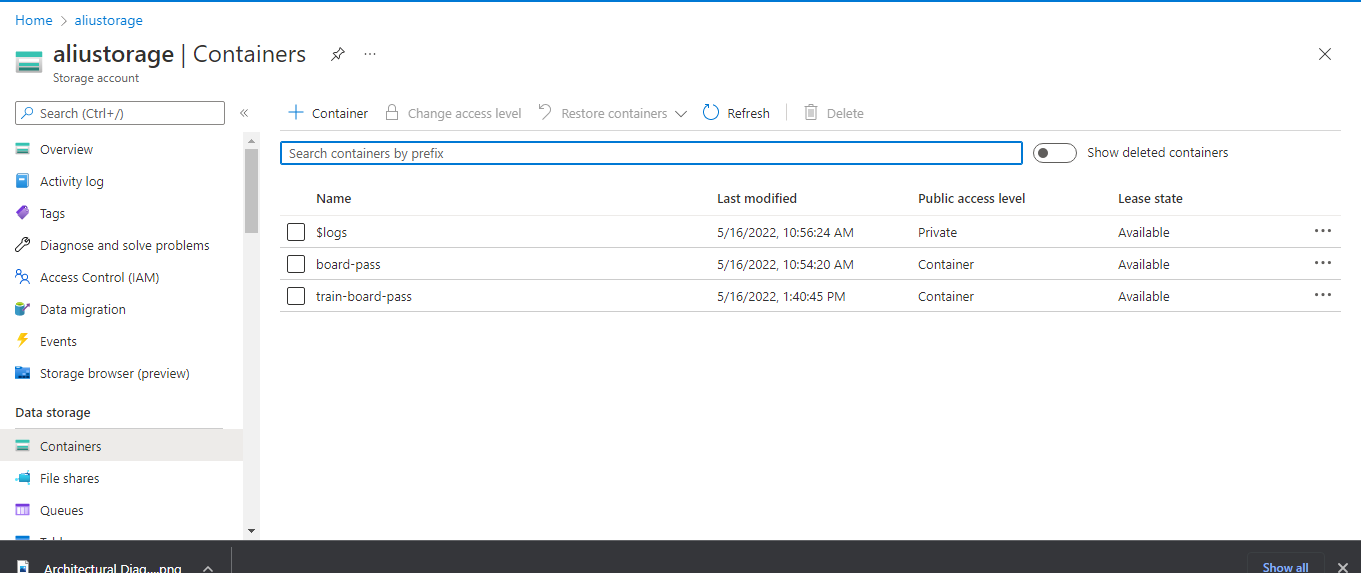 Home > aliustorage
aliustorage | Containers ...
Storage account
Search (Ctrl+/) «
Overview
Activity log
Tags
Diagnose and solve problems
Access Control (IAM)
Data migration
Events
Storage browser (preview)
Data storage
Containers
File shares
Queues
+ Container Change access level Restore containers Refresh Delete
Search containers by prefix Show deleted containers
Name Last modified Public access level Lease state
$logs 5/16/2022, 10:56:24 AM Private Available ...
board-pass 5/16/2022, 10:54:20 AM Container Available ...
train-board-pass 5/16/2022, 1:40:45 PM Container Available ...
Architectural Diag....png Show all